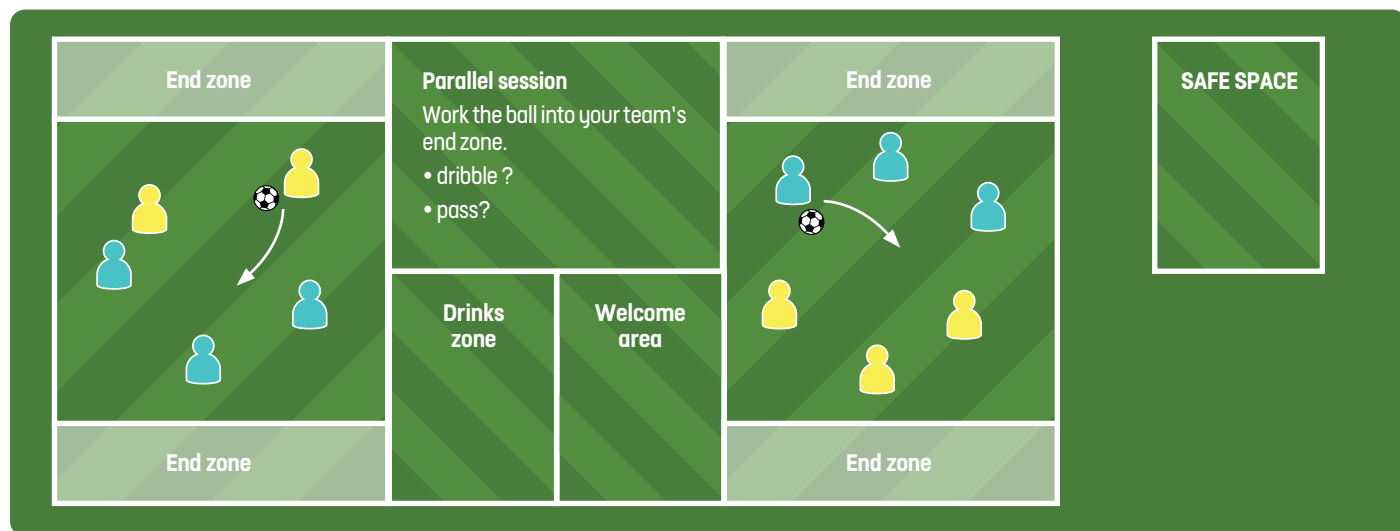 End zone
Parallel session
Work the ball into your team's
end zone.
• dribble ?
• pass?
End zone
SAFE SPACE
Drinks
zone
Welcome
area
End zone
End zone